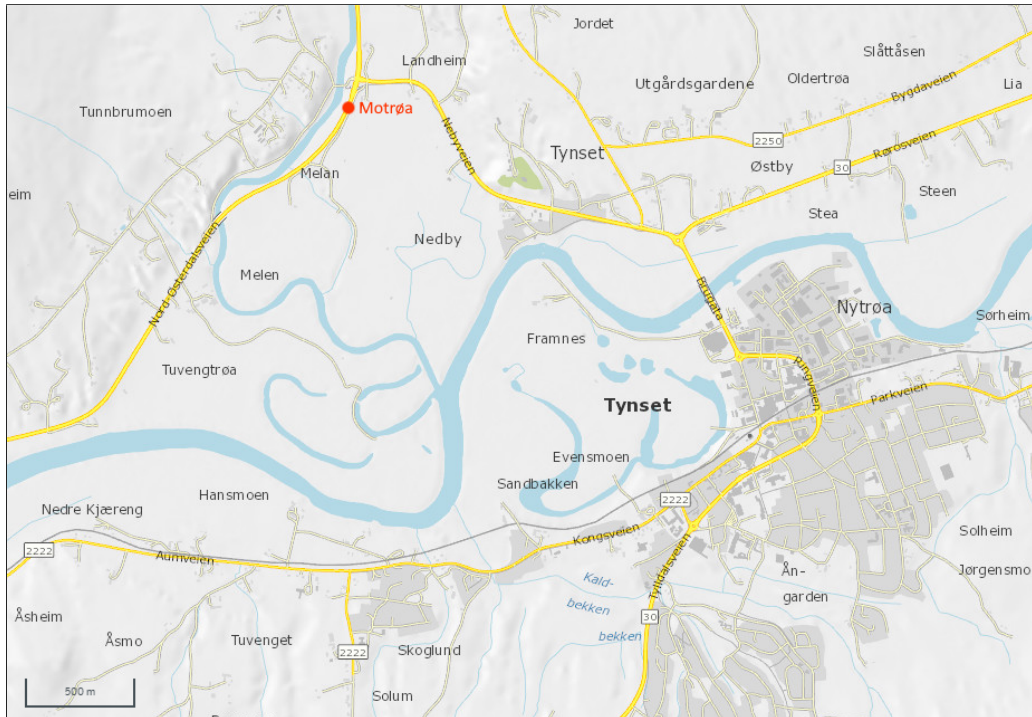 Jordet
Landheim
Slåttåsen
Oldertrøa
Utgårdsgardene
Lia
Bygdaveien
Tunnbrumoen
Motrøa
Nebyveien
2250
Tynset
Rørosveien
Østby
30
Melan
eim
Steen
Stea
Nedby
Nord-Østerdalsveien
Melen
Brugata
Nytrøa
Sørheim
Framnes
Tuvengtrøa
Ringveien
Parkveien
Tynset
Evensmoen
Sandbakken
Hansmoen
2222
Nedre Kjæreng
Kongsveien
Solheim
2222
Aumveien
Tylldalsveien
Ån-
garden
Jørgensmo
Kald-
bekken
bekken
Åsheim
30
Åsmo
Tuvenget
Skoglund
2222
Solum
500 m